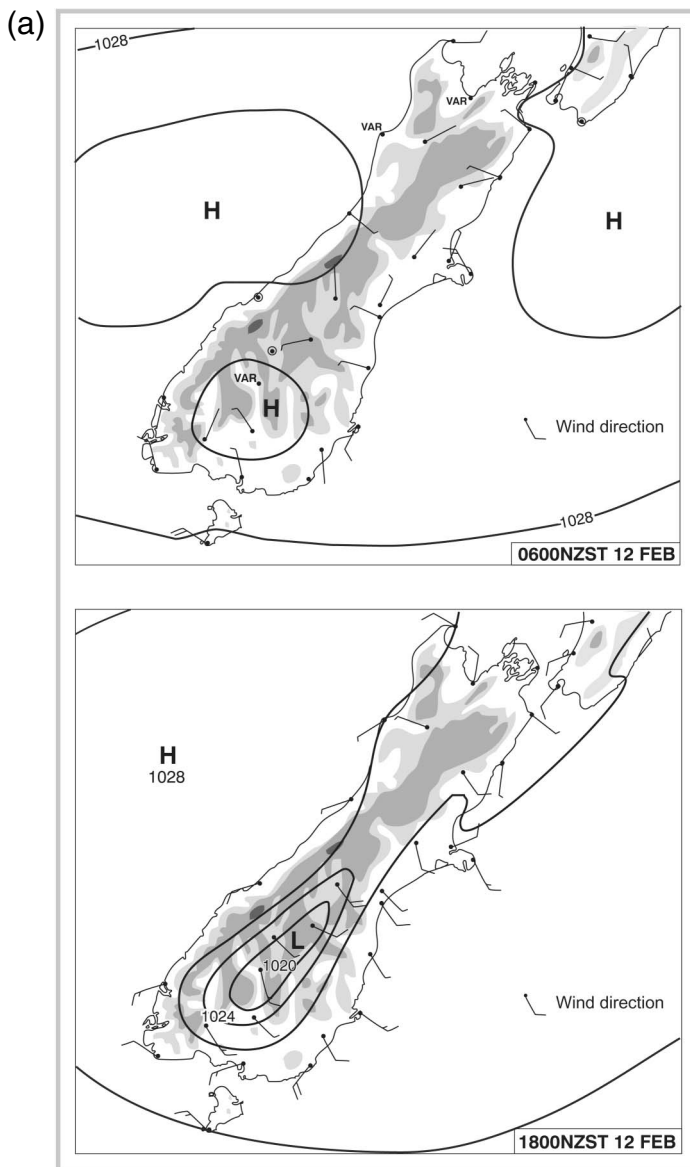 (a)
1028
VAR
VAR
H
H
VAR
H
Wind direction
1028
0600NZST 12 FEB
H
1028
L
1020
1024
Wind direction
1800NZST 12 FEB